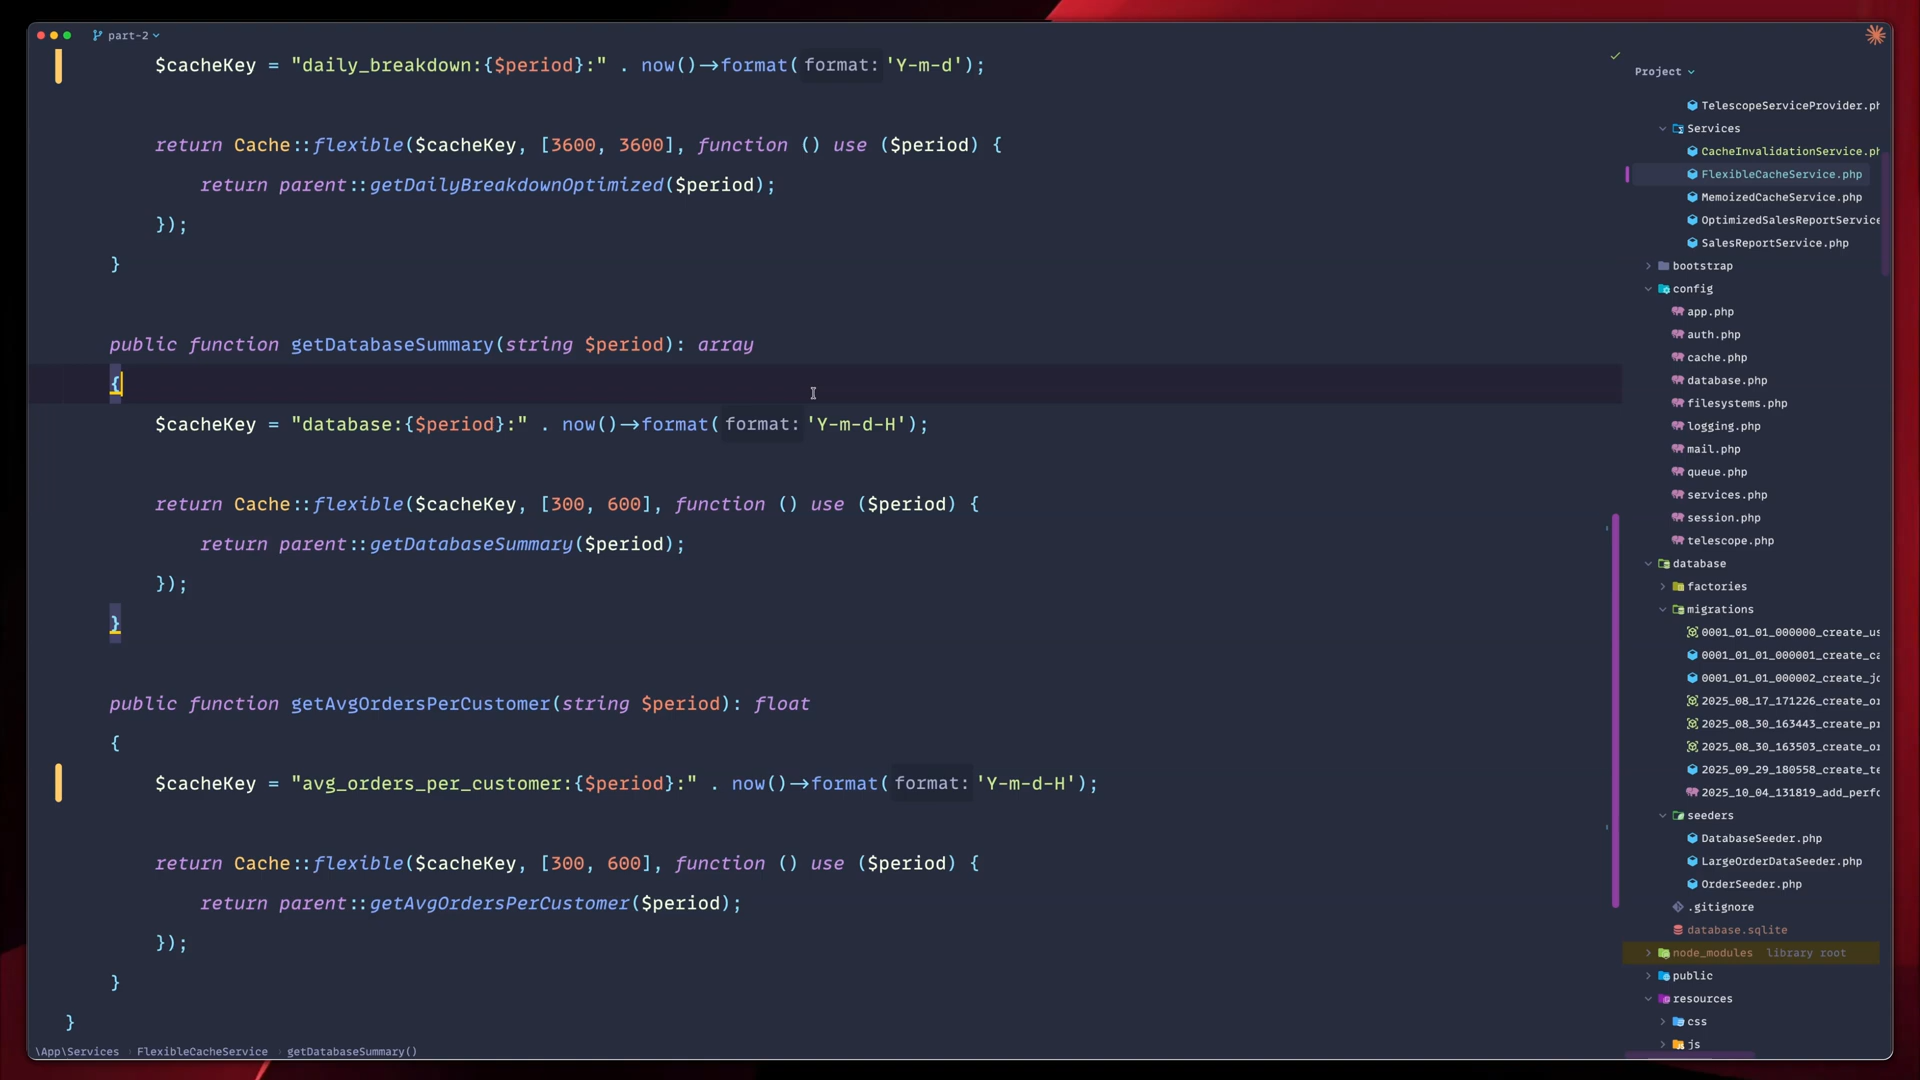 part-2
$cacheKey = "daily_breakdown:{$period}:" . now()->format( format: 'Y-m-d');
return Cache::flexible($cacheKey, [3600, 3600], function () use ($period) {
return parent::getDailyBreakdownOptimized($period);
});
}
public function getDatabaseSummary(string $period): array
{
$cacheKey = "database:{$period}:" . now()->format( format: 'Y-m-d-H');
return Cache::flexible($cacheKey, [300, 600], function () use ($period) {
return parent::getDatabaseSummary($period);
});
}
public function getAvgOrdersPerCustomer(string $period): float
{
$cacheKey = "avg_orders_per_customer:{$period}:" . now()->format( format: 'Y-m-d-H');
return Cache::flexible($cacheKey, [300, 600], function () use ($period) {
return parent::getAvgOrdersPerCustomer($period);
});
}
}
\App\Services › FlexibleCacheService › getDatabaseSummary()
Project
TelescopeServiceProvider.ph
Services
CacheInvalidationService.ph
FlexibleCacheService.php
MemoizedCacheService.php
OptimizedSalesReportService
SalesReportService.php
bootstrap
config
app.php
auth.php
cache.php
database.php
filesystems.php
logging.php
mail.php
queue.php
services.php
session.php
telescope.php
database
factories
migrations
0001_01_01_000000_create_us
0001_01_01_000001_create_ca
0001_01_01_000002_create_jo
2025_08_17_171226_create_or
2025_08_30_163443_create_pr
2025_08_30_163503_create_or
2025_09_29_180558_create_te
2025_10_04_131819_add_perfo
seeders
DatabaseSeeder.php
LargeOrderDataSeeder.php
OrderSeeder.php
.gitignore
database.sqlite
node_modules library root
public
resources
css
js